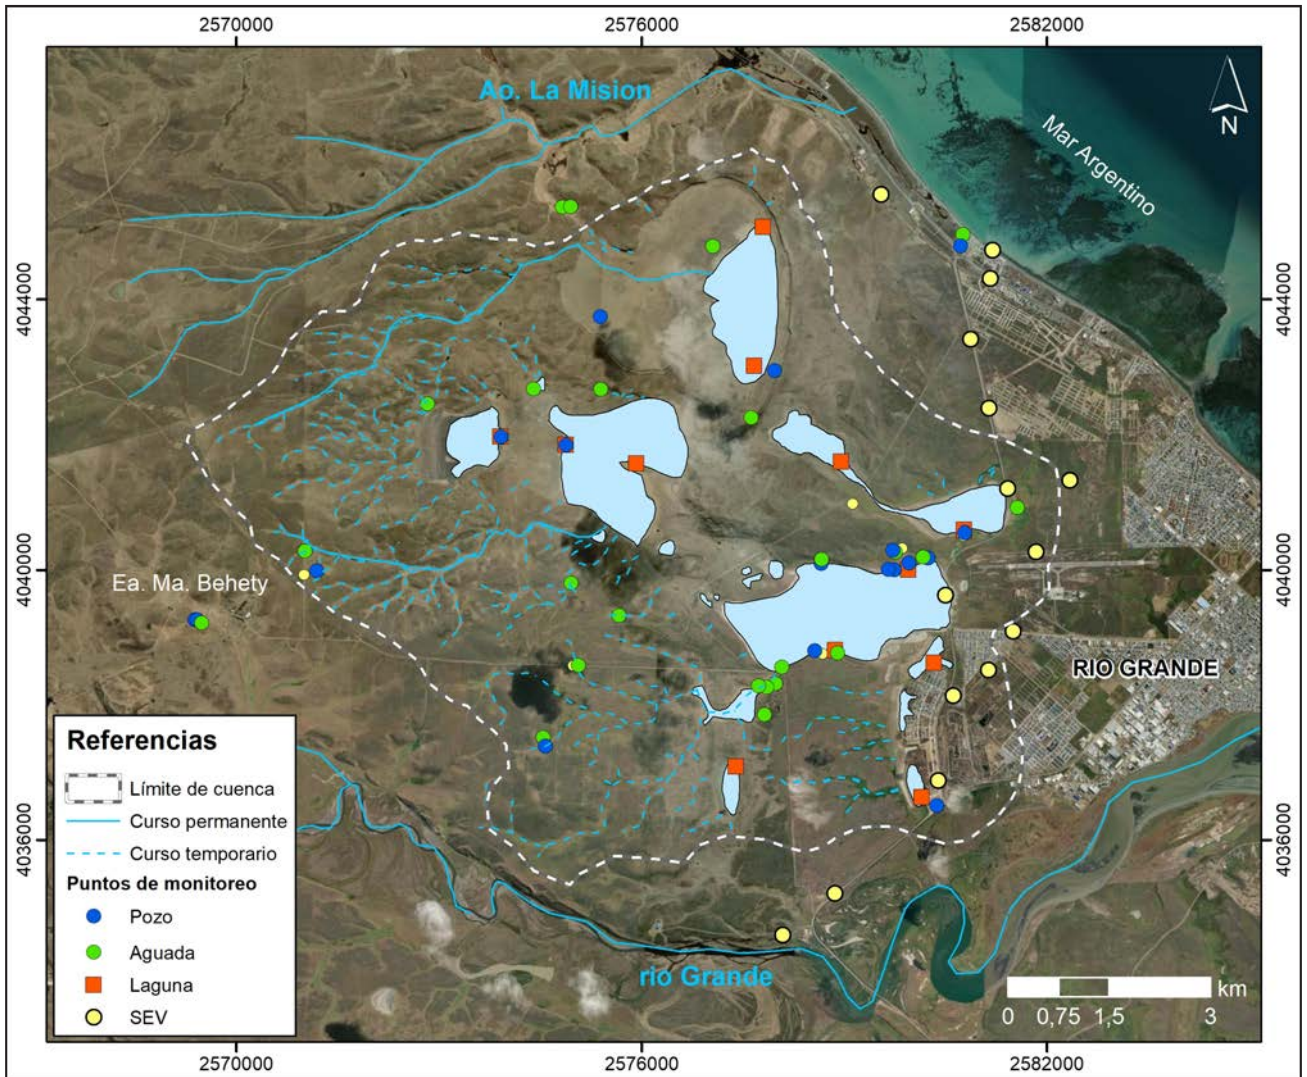 2570000
2576000
2582000
Ao. La Mision
Mar Argentino
N
4044000
4044000
4040000
4040000
Ea. Ma. Behety
RIO GRANDE
4036000
4036000
rio Grande
Referencias
Límite de cuenca
Curso permanente
Curso temporario
Puntos de monitoreo
Pozo
Aguada
Laguna
SEV
km
0 0,75 1,5 3
2570000
2576000
2582000